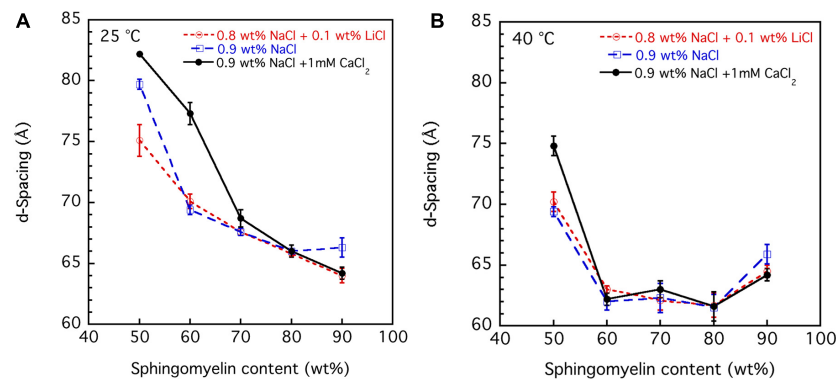 A
25 °C
0.8 wt% NaCl + 0.1 wt% LiCl
0.9 wt% NaCl
0.9 wt% NaCl +1mM CaCl₂
85
80
75
70
65
60
d-Spacing (Å)
40 50 60 70 80 90 100
Sphingomyelin content (wt%)
B
40 °C
0.8 wt% NaCl + 0.1 wt% LiCl
0.9 wt% NaCl
0.9 wt% NaCl +1mM CaCl₂
85
80
75
70
65
60
d-Spacing (Å)
40 50 60 70 80 90 100
Sphingomyelin content (wt%)